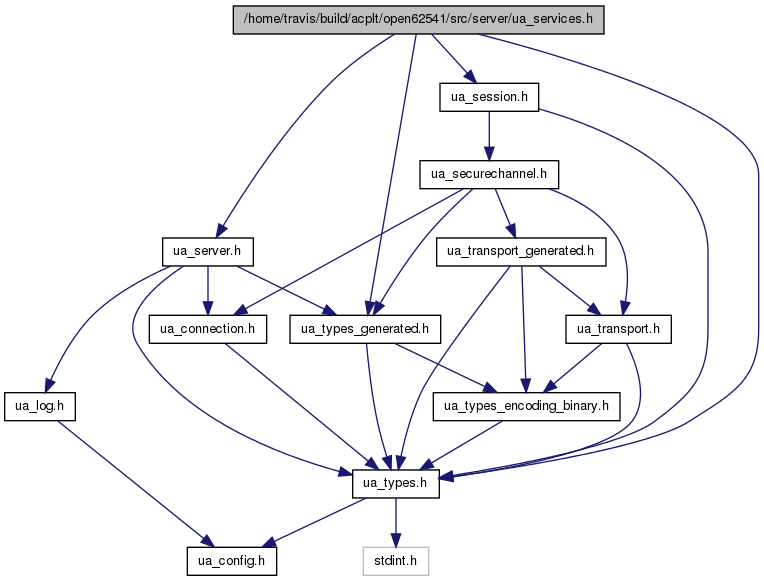 /home/travis/build/acplt/open62541/src/server/ua_services.h
ua_session.h
ua_securechannel.h
ua_server.h
ua_transport_generated.h
ua_connection.h
ua_types_generated.h
ua_transport.h
ua_log.h
ua_types_encoding_binary.h
ua_types.h
ua_config.h
stdint.h